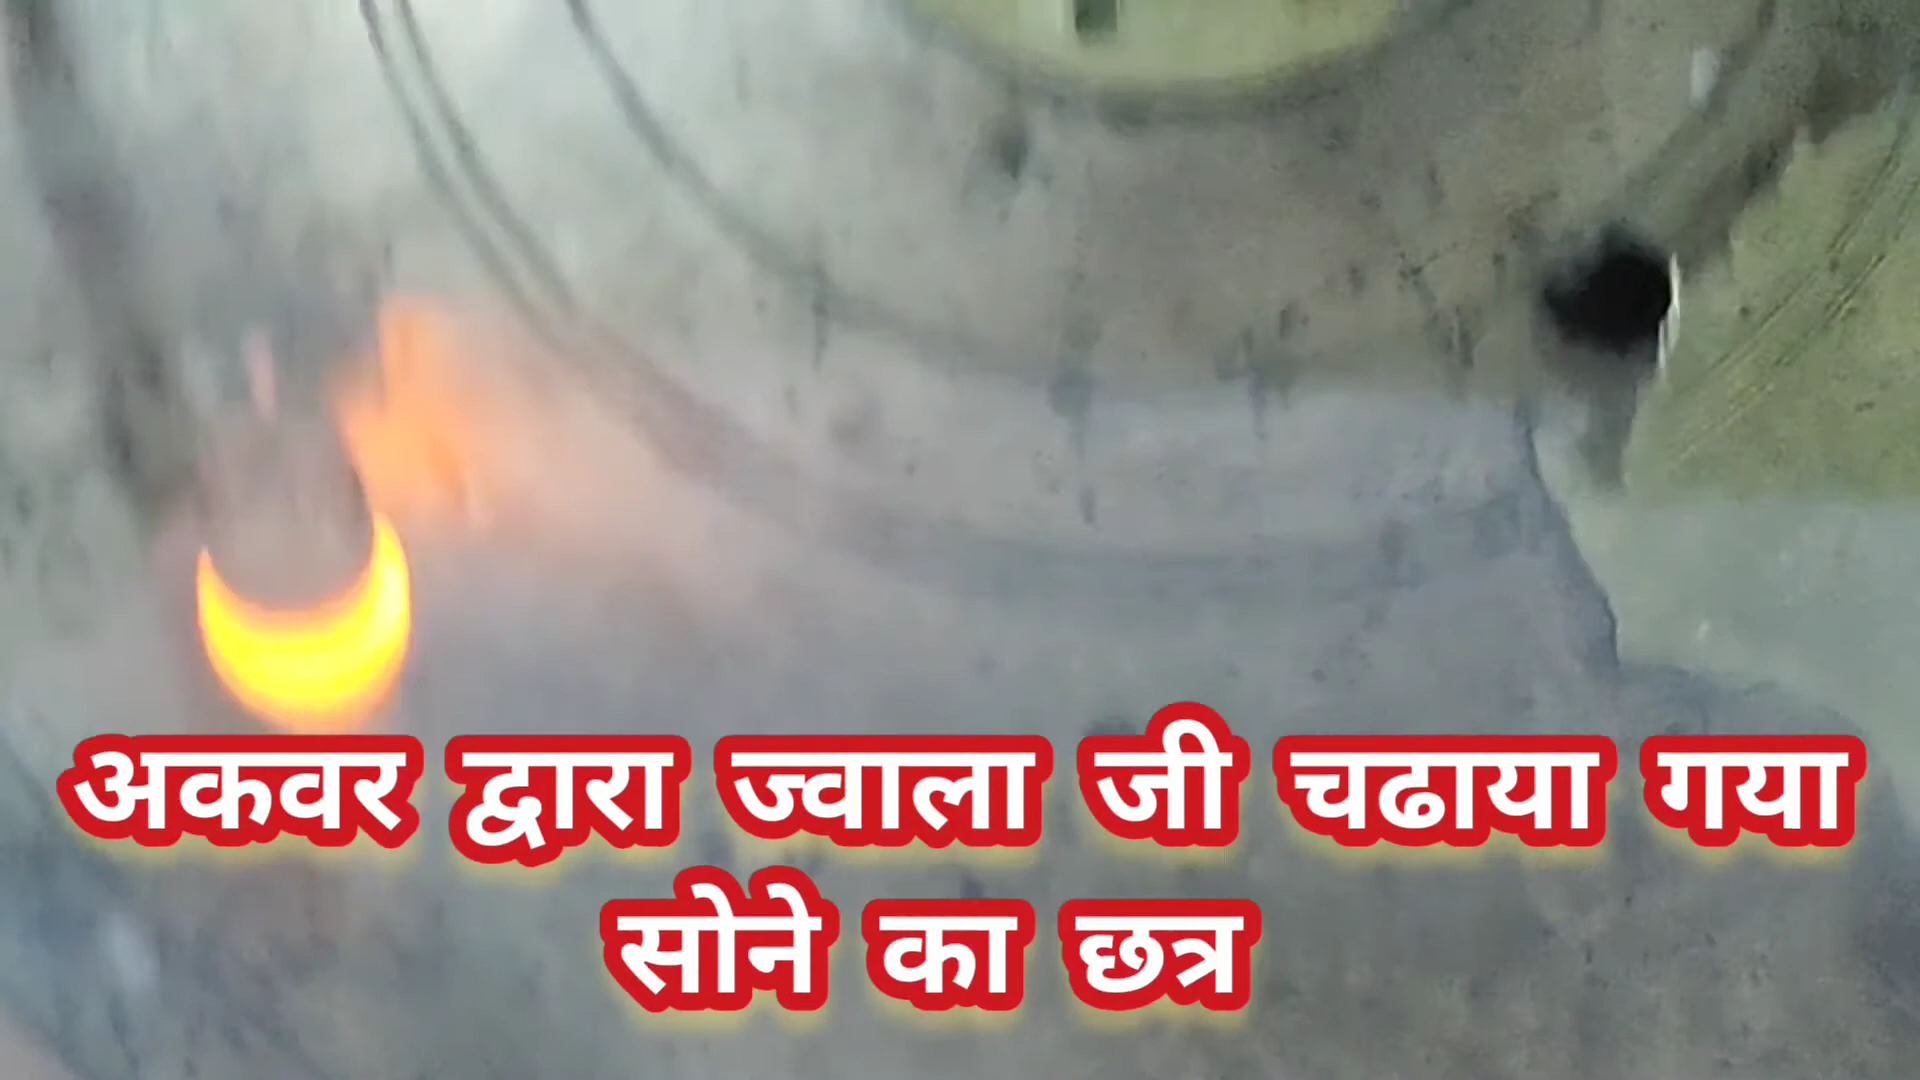 अकवर द्वारा ज्वाला जी चढाया गया
सोने का छत्र